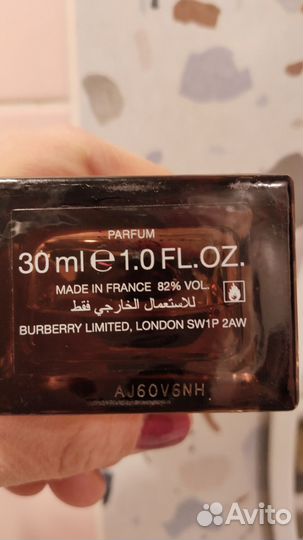 PARFUM
30 ml e 1.0 FL.OZ.
MADE IN FRANCE 82% VOL.
للاستعمال الخارجي فقط
BURBERRY LIMITED, LONDON SW1P 2AW
AJ60V6NH
Avito